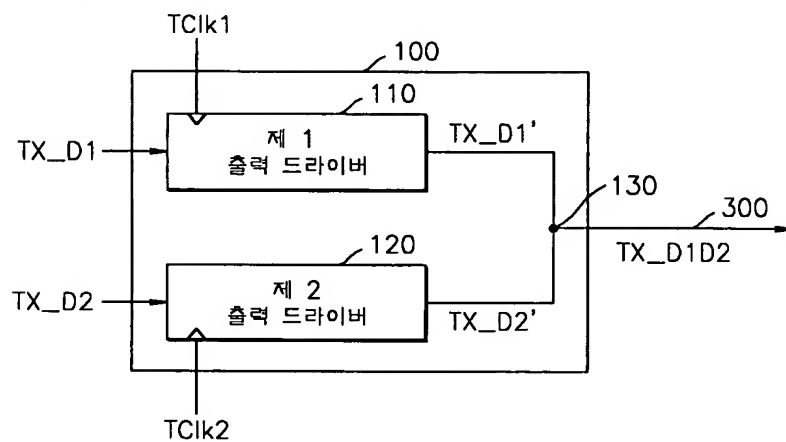 TClk1
100
110
제 1
출력 드라이버
TX_D1
TX_D1'
130
300
TX_D1D2
120
제 2
출력 드라이버
TX_D2
TX_D2'
TClk2